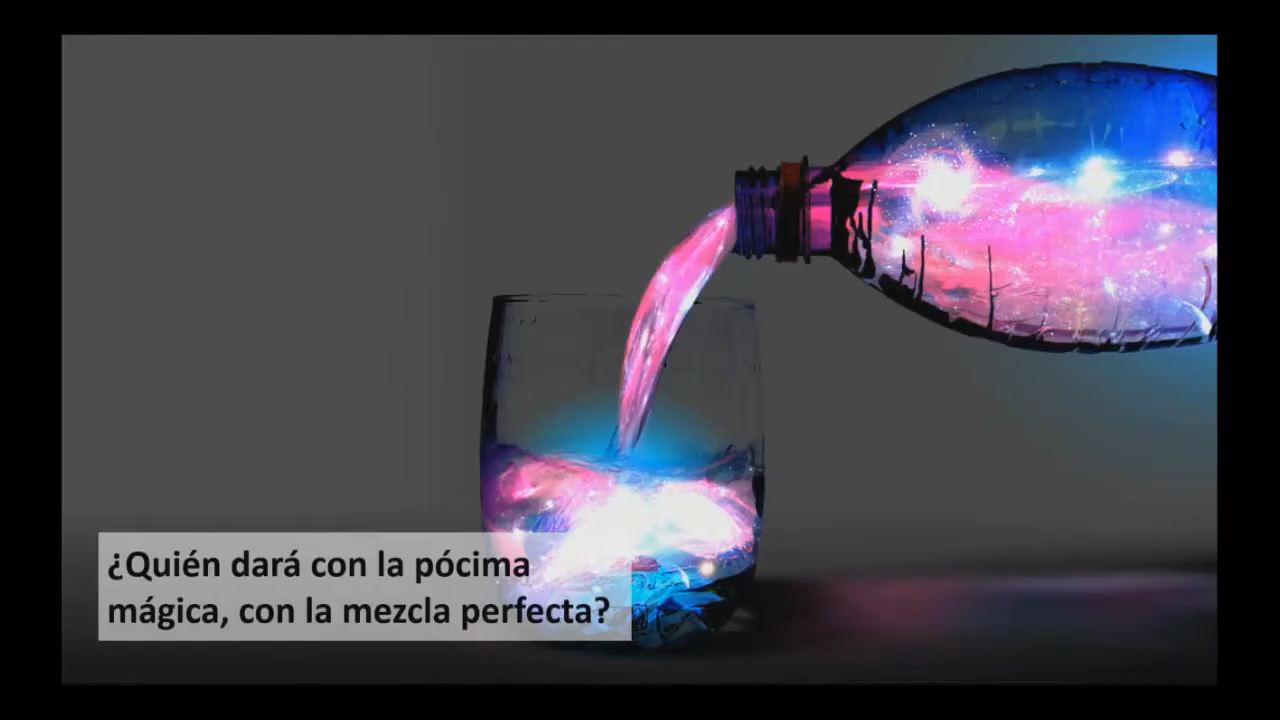 ¿Quién dará con la pócima
mágica, con la mezcla perfecta?